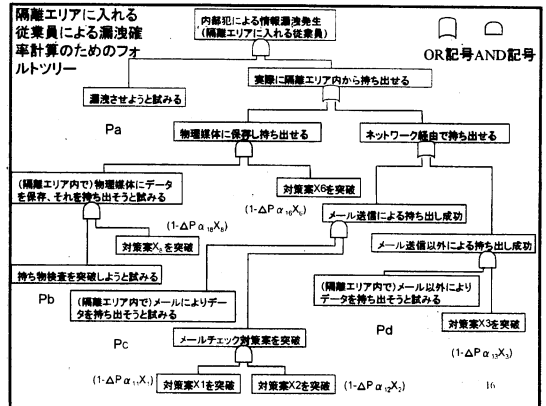 隔離エリアに入れる
従業員による漏洩確
率計算のためのフォ
ルトツリー
内部犯による情報漏洩発生
(隔離エリアに入れる従業員)
OR記号AND記号
漏洩させようと試みる
実際に隔離エリア内から持ち出せる
Pa
物理媒体に保存し持ち出せる
ネットワーク経由で持ち出せる
(隔離エリア内で)物理媒体にデータ
を保存、それを持ち出そうと試みる
対策案X6を突破
(1-ΔPα16X6)
メール送信による持ち出し成功
(1-ΔPα18X8)
対策案X8を突破
メール送信以外による持ち出し成功
持ち物検査を突破しようと試みる
Pb
(隔離エリア内で)メールによりデー
タを持ち出そうと試みる
(隔離エリア内で)メール以外により
データを持ち出そうと試みる
Pc
Pd
メールチェック対策案を突破
対策案X3を突破
(1-ΔPα13X3)
(1-ΔPα11X1)
対策案X1を突破
対策案X2を突破
(1-ΔPα12X2)
16